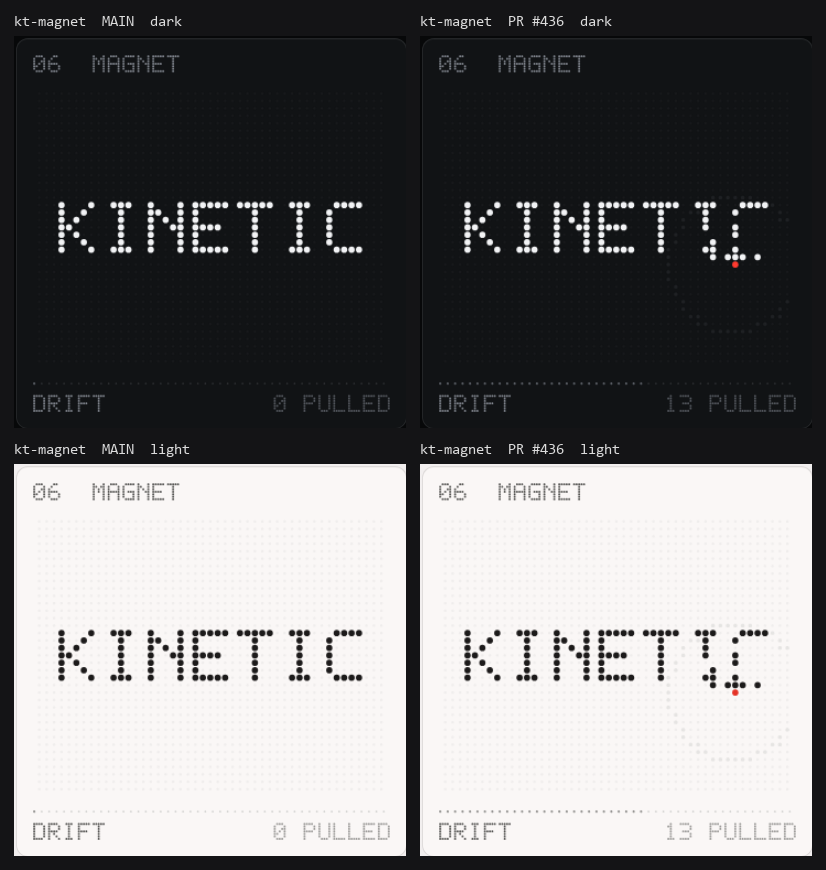 kt-magnet MAIN dark
06 MAGNET
KINETIC
DRIFT 0 PULLED
kt-magnet PR #436 dark
06 MAGNET
KINETIC
DRIFT 13 PULLED
kt-magnet MAIN light
06 MAGNET
KINETIC
DRIFT 0 PULLED
kt-magnet PR #436 light
06 MAGNET
KINETIC
DRIFT 13 PULLED